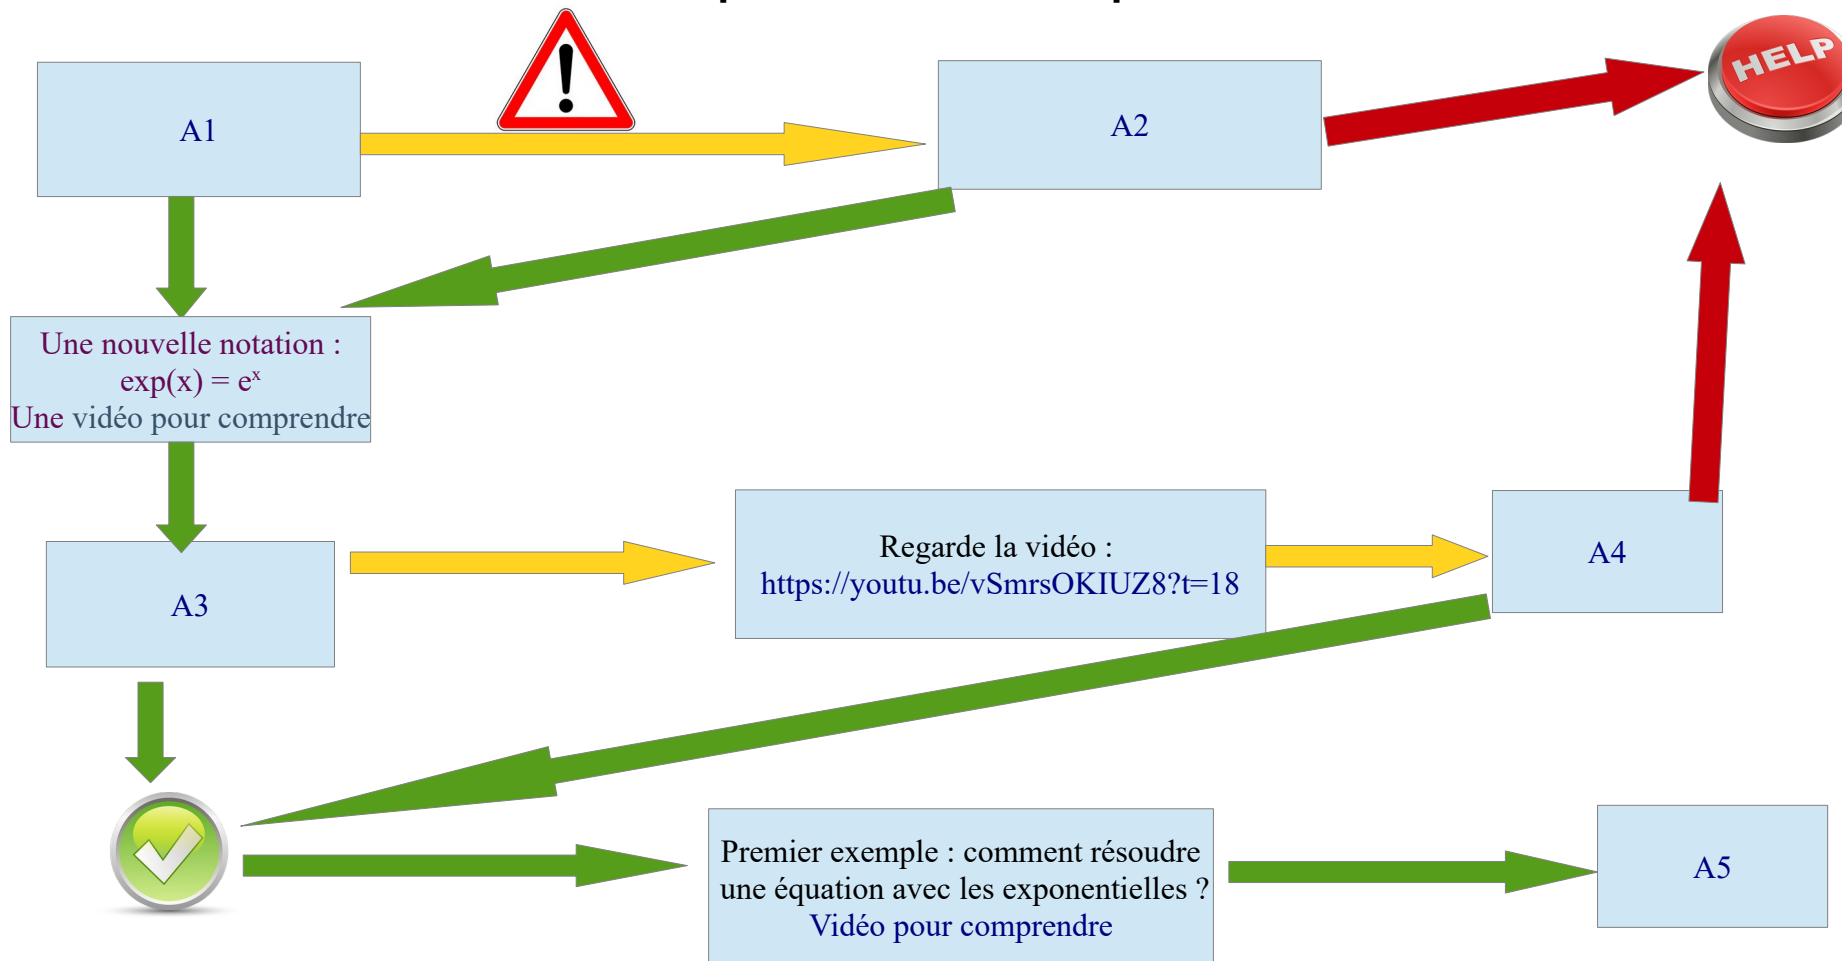 HELP
A1
A2
Une nouvelle notation :
exp(x) = eˣ
Une vidéo pour comprendre
Regarde la vidéo :
https://youtu.be/vSmrsOKIUZ8?t=18
A4
A3
Premier exemple : comment résoudre
une équation avec les exponentielles ?
Vidéo pour comprendre
A5